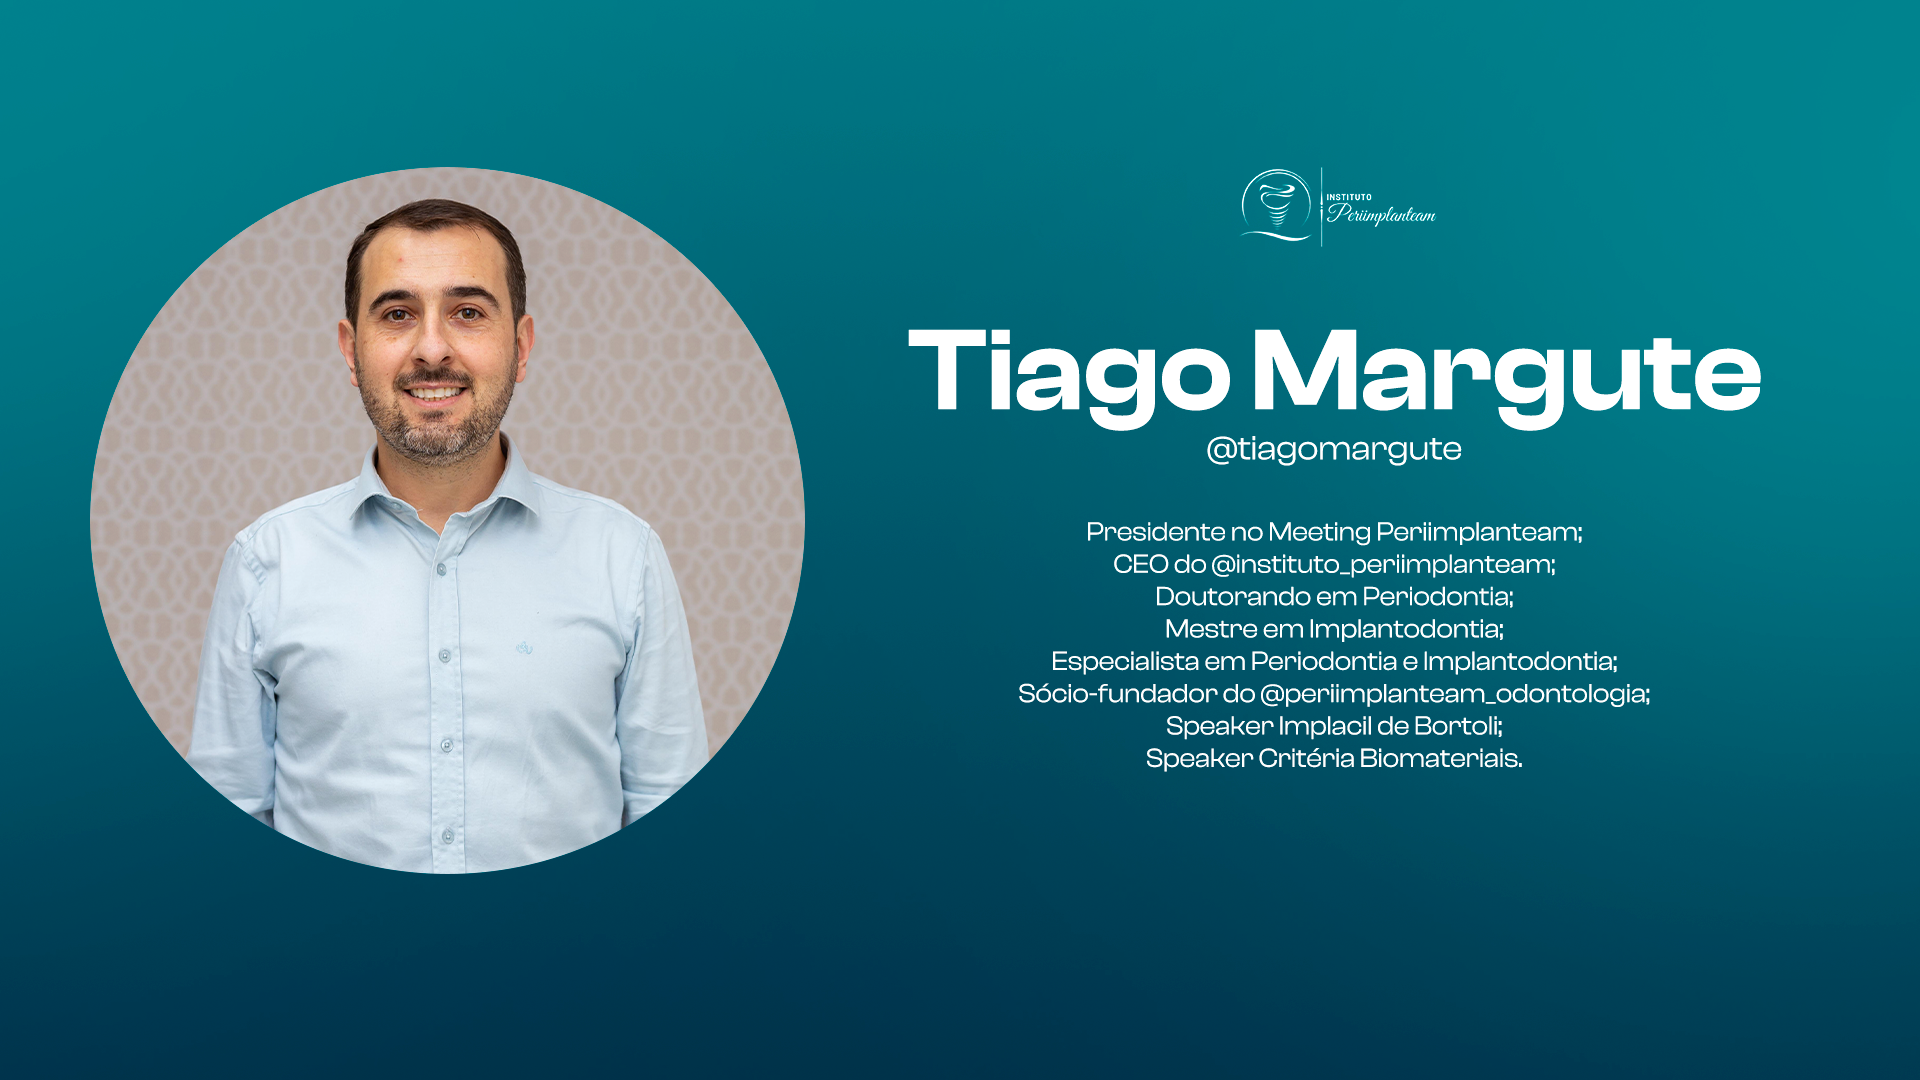 INSTITUTO
Periimplanteam
Tiago Margute
@tiagomargute
Presidente no Meeting Periimplanteam;
CEO do @instituto_periimplanteam;
Doutorando em Periodontia;
Mestre em Implantodontia;
Especialista em Periodontia e Implantodontia;
Sócio-fundador do @periimplanteam_odontologia;
Speaker Implacil de Bortoli;
Speaker Critéria Biomateriais.